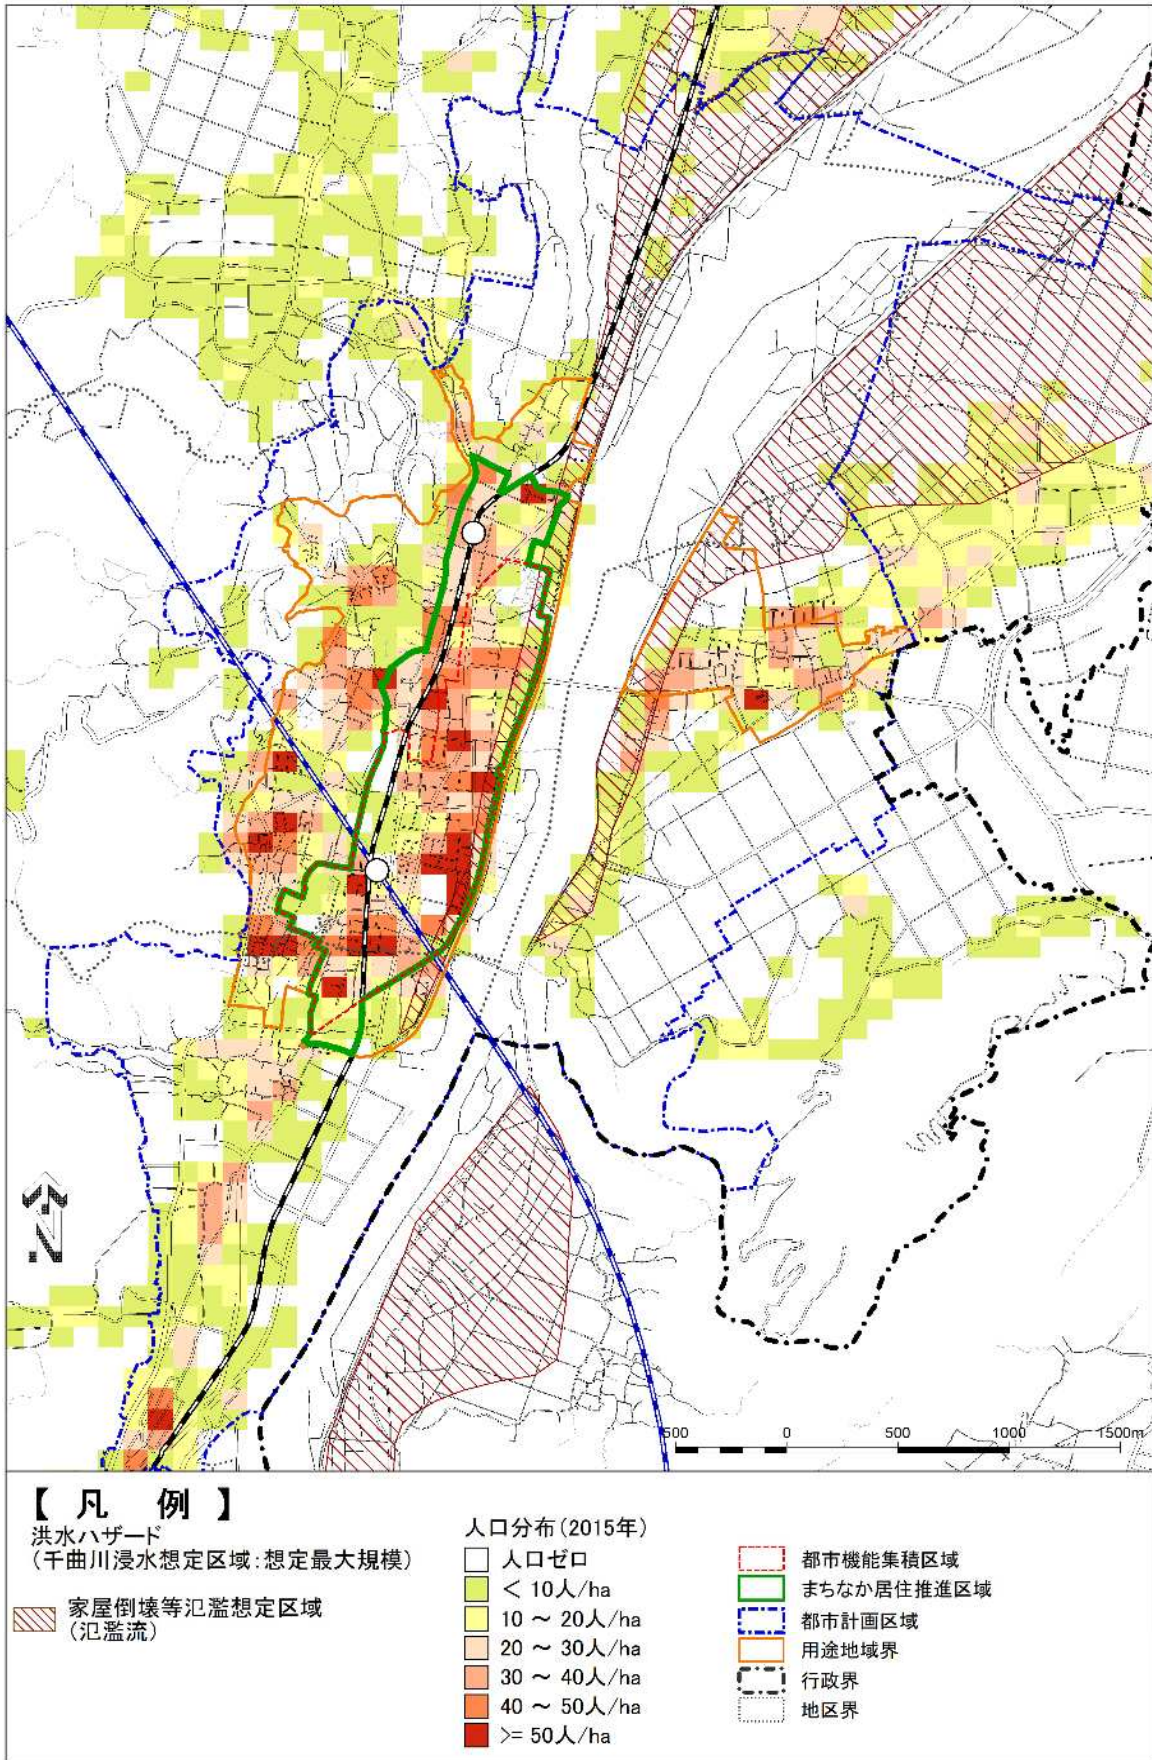 N
500 0 500 1000 1500m
【 凡 例 】
洪水ハザード
(千曲川浸水想定区域:想定最大規模)
家屋倒壊等氾濫想定区域
(氾濫流)
人口分布(2015年)
人口ゼロ
< 10人/ha
10 ~ 20人/ha
20 ~ 30人/ha
30 ~ 40人/ha
40 ~ 50人/ha
>= 50人/ha
都市機能集積区域
まちなか居住推進区域
都市計画区域
用途地域界
行政界
地区界